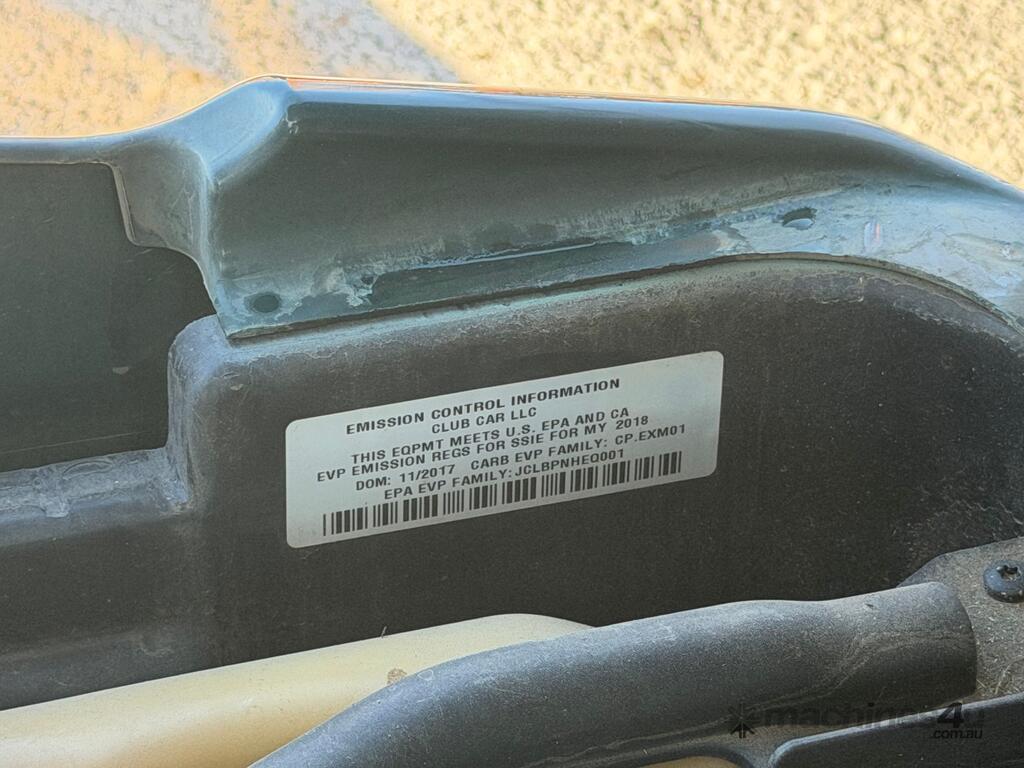 EMISSION CONTROL INFORMATION
CLUB CAR LLC
THIS EQPMT MEETS U.S. EPA AND CA
EVP EMISSION REGS FOR SSIE FOR MY 2018
DOM: 11/2017 CARB EVP FAMILY: CP.EXM01
EPA EVP FAMILY: JCLBPNHEQ001
machines4u
.com.au